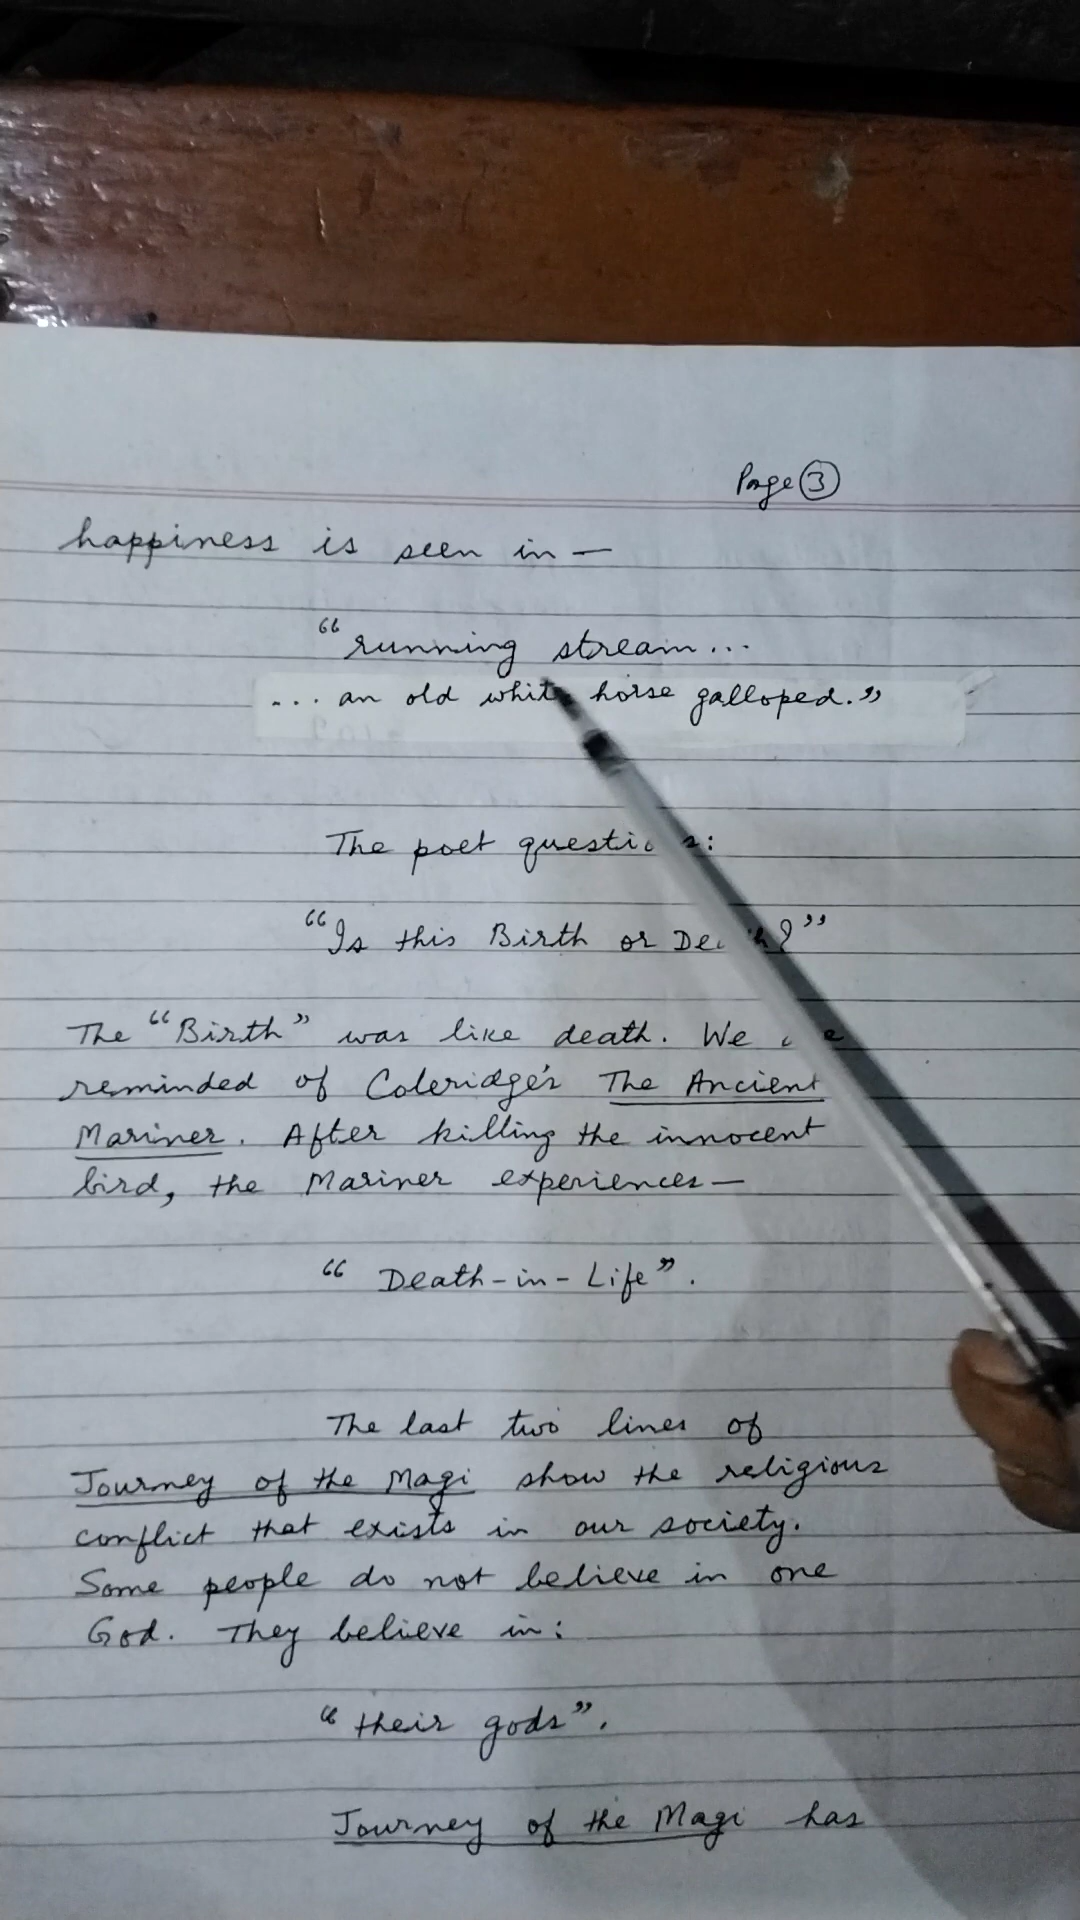 Page 3
happiness is seen in —
“running stream...
... an old white horse galloped.”
The poet questions:
“Is this Birth or Death?”
The “Birth” was like death. We
reminded of Coleridge's The Ancient
Mariner. After killing the innocent
bird, the Mariner experiences —
“Death-in-Life”.
The last two lines of
Journey of the Magi show the religious
conflict that exists in our society.
Some people do not believe in one
God. They believe in:
“their gods”.
Journey of the Magi has